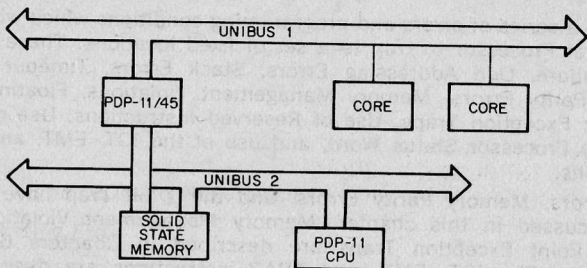 UNIBUS 1
PDP-11/45
CORE
CORE
UNIBUS 2
SOLID
STATE
MEMORY
PDP-11
CPU